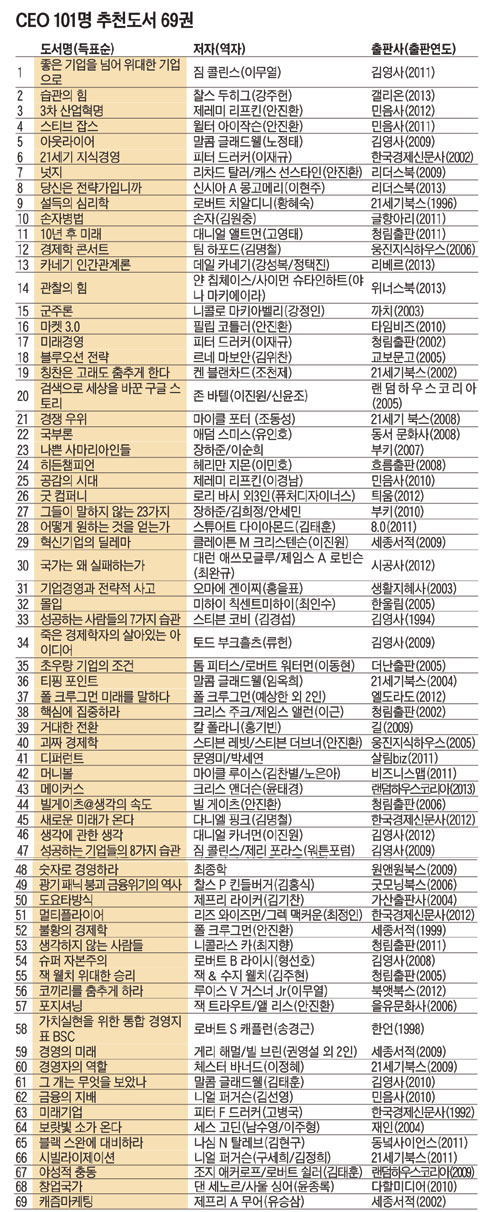 CEO 101명 추천도서 69권
도서명(득표순) 저자(역자) 출판사(출판연도)
1 좋은 기업을 넘어 위대한 기업으로 짐 콜린스(이무열) 김영사(2011)
2 습관의 힘 찰스 두히그(강주헌) 갤리온(2013)
3 3차 산업혁명 제레미 리프킨(안진환) 민음사(2012)
4 스티브 잡스 월터 아이작슨(안진환) 민음사(2011)
5 아웃라이어 말콤 글래드웰(노정태) 김영사(2009)
6 21세기 지식경영 피터 드러커(이재규) 한국경제신문사(2002)
7 넛지 리차드 탈러/캐스 선스타인(안진환) 리더스북(2009)
8 당신은 전략가입니까 신시아 A 몽고메리(이현주) 리더스북(2013)
9 설득의 심리학 로버트 치알디니(황혜숙) 21세기북스(1996)
10 손자병법 손자(김원중) 글항아리(2011)
11 10년 후 미래 대니얼 앨트먼(고영태) 청림출판(2011)
12 경제학 콘서트 팀 하포드(김명철) 웅진지식하우스(2006)
13 카네기 인간관계론 데일 카네기(강성복/정택진) 리베르(2013)
14 관찰의 힘 얀 칩체이스/사이먼 슈타인하트(야나 마키에이라) 위너스북(2013)
15 군주론 니콜로 마키아벨리(강정인) 까치(2003)
16 마켓 3.0 필립 코틀러(안진환) 타임비즈(2010)
17 미래경영 피터 드러커(이재규) 청림출판(2002)
18 블루오션 전략 르네 마보안(김위찬) 교보문고(2005)
19 칭찬은 고래도 춤추게 한다 켄 블랜차드(조천제) 21세기북스(2002)
20 검색으로 세상을 바꾼 구글 스토리 존 바텔(이진원/신윤조) 랜덤하우스코리아(2005)
21 경쟁 우위 마이클 포터 (조동성) 21세기 북스(2008)
22 국부론 애덤 스미스(유인호) 동서 문화사(2008)
23 나쁜 사마리아인들 장하준/이순희) 부키(2007)
24 히든챔피언 헤리만 지몬(이민호) 흐름출판(2008)
25 공감의 시대 제레미 리프킨(이경남) 민음사(2010)
26 굿 컴퍼니 로리 바시 외3인(퓨처디자이너스) 틔움(2012)
27 그들이 말하지 않는 23가지 장하준/김희정/안세민) 부키(2010)
28 어떻게 원하는 것을 얻는가 스튜어트 다이아몬드(김태훈) 8.0(2011)
29 혁신기업의 딜레마 클레이튼 M 크리스텐슨(이진원) 세종서적(2009)
30 국가는 왜 실패하는가 대런 애쓰모글루/제임스 A 로빈슨(최완규) 시공사(2012)
31 기업경영과 전략적 사고 오마에 겐이찌(홍을표) 생활지혜사(2003)
32 몰입 미하이 칙센트미하이(최인수) 한울림(2005)
33 성공하는 사람들의 7가지 습관 스티븐 코비 (김경섭) 김영사(1994)
34 죽은 경제학자의 살아있는 아이디어 토드 부크홀츠(류헌) 김영사(2009)
35 초우량 기업의 조건 톰 피터스/로버트 워터먼(이동현) 더난출판(2005)
36 티핑 포인트 말콤 글래드웰(임옥희) 21세기북스(2004)
37 폴 크루그먼 미래를 말하다 폴 크루그먼(예상한 외 2인) 엘도라도(2012)
38 핵심에 집중하라 크리스 주크/제임스 앨런(이근) 청림출판(2002)
39 거대한 전환 칼 폴라니(홍기빈) 길(2009)
40 괴짜 경제학 스티븐 레빗/스티븐 더브너(안진환) 웅진지식하우스(2005)
41 디퍼런트 문영미/박세연) 살림biz(2011)
42 머니볼 마이클 루이스(김찬별/노은아) 비즈니스맵(2011)
43 메이커스 크리스 앤더슨(윤태경) 랜덤하우스코리아(2013)
44 빌게이츠@생각의 속도 빌 게이츠(안진환) 청림출판(2006)
45 새로운 미래가 온다 다니엘 핑크(김명철) 한국경제신문(2012)
46 생각에 관한 생각 대니얼 카너먼(이진원) 김영사(2012)
47 성공하는 기업들의 8가지 습관 짐 콜린스/제리 포라스(워튼포럼) 김영사(2009)
48 숫자로 경영하라 최종학 원앤원북스(2009)
49 광기 패닉 붕괴 금융위기의 역사 찰스 P 킨들버거(김홍식) 굿모닝북스(2006)
50 도요타방식 제프리 라이커(김기찬) 가산출판사(2004)
51 멀티플라이어 리즈 와이즈먼/그렉 맥커운(최정인) 한국경제신문사(2012)
52 불황의 경제학 폴 크루그먼(안진환) 세종서적(1999)
53 생각하지 않는 사람들 니콜라스 카(최지향) 청림출판(2011)
54 슈퍼 자본주의 로버트 B 라이시(형선호) 김영사(2008)
55 잭 웰치 위대한 승리 잭 & 수지 웰치(김주현) 청림출판(2005)
56 코끼리를 춤추게 하라 루이스 V 거스너 Jr(이무열) 북앳북스(2012)
57 포지셔닝 잭 트라우트/앨 리스(안진환) 을유문화사(2006)
58 가치실현을 위한 통합 경영지표 BSC 로버트 S 캐플런(송경근) 한언(1998)
59 경영의 미래 게리 해멀/빌 브린(권영설 외 2인) 세종서적(2009)
60 경영자의 역할 체스터 바너드(이정혜) 21세기북스(2009)
61 그 개는 무엇을 보았나 말콤 글래드웰(김태훈) 김영사(2010)
62 금융의 지배 니얼 퍼거슨(김선영) 민음사(2010)
63 미래기업 피터 F 드러커(고병국) 한국경제신문(1992)
64 보랏빛 소가 온다 세스 고딘(남수영/이주형) 재인(2004)
65 블랙 스완에 대비하라 나심 N 탈레브(김현구) 동녘사이언스(2011)
66 시빌라이제이션 니얼 퍼거슨(구세희/김정희) 21세기북스(2011)
67 야성적 충동 조지 애커로프/로버트 쉴러(김태훈) 랜덤하우스코리아(2009)
68 창업국가 댄 세노르/사울 싱어(윤종록) 다할미디어(2010)
69 캐즘마케팅 제프리 A 무어(유승삼) 세종서적(2002)